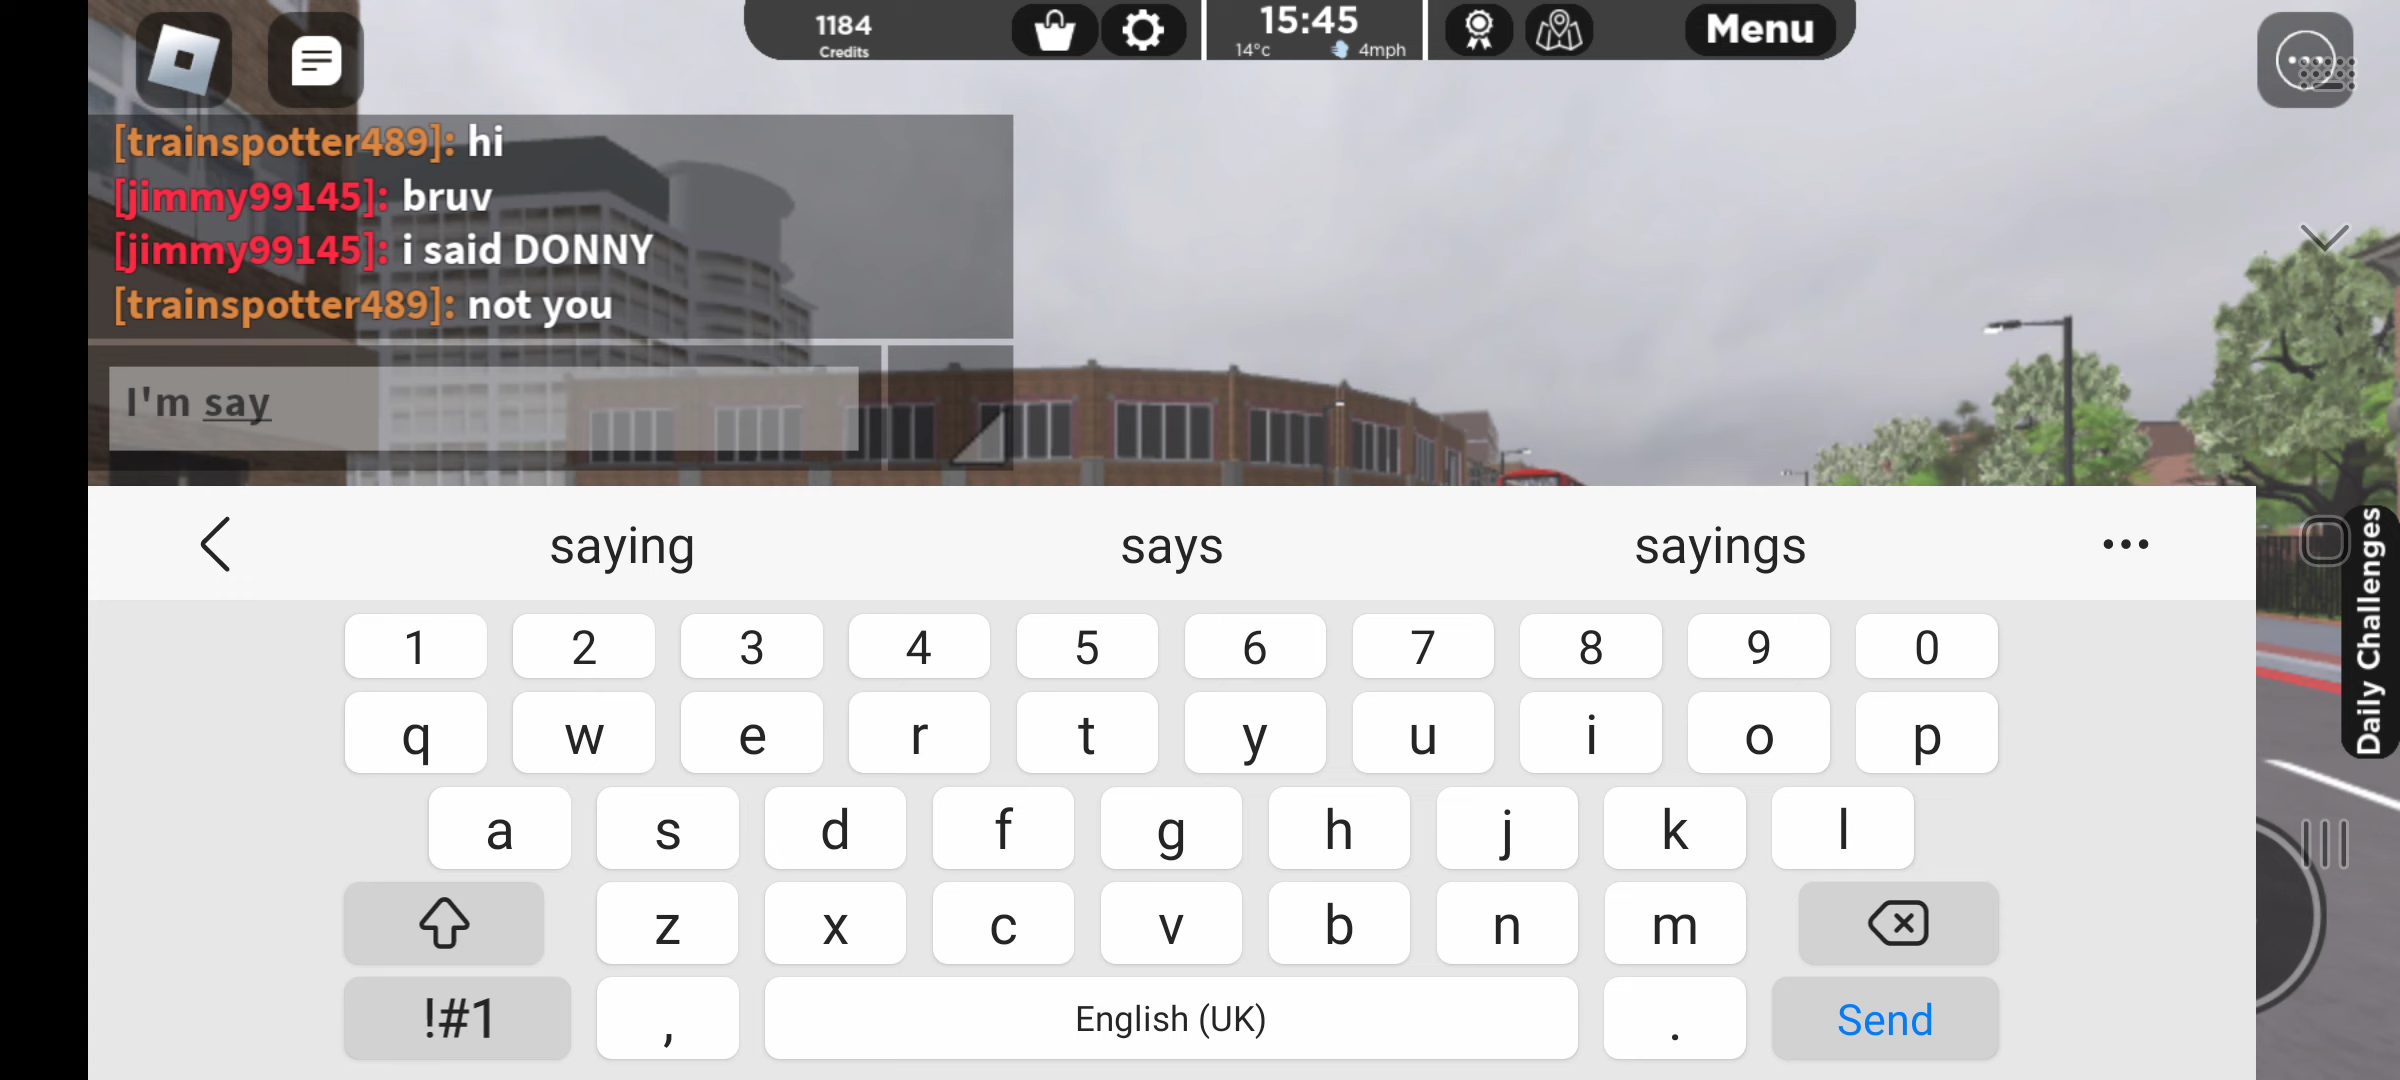 1184
Credits
15:45
14°c 4mph
Menu
[trainspotter489]: hi
[jimmy99145]: bruv
[jimmy99145]: i said DONNY
[trainspotter489]: not you
I'm say
Daily Challenges
saying says sayings
1 2 3 4 5 6 7 8 9 0
q w e r t y u i o p
a s d f g h j k l
z x c v b n m
!#1 , English (UK) . Send